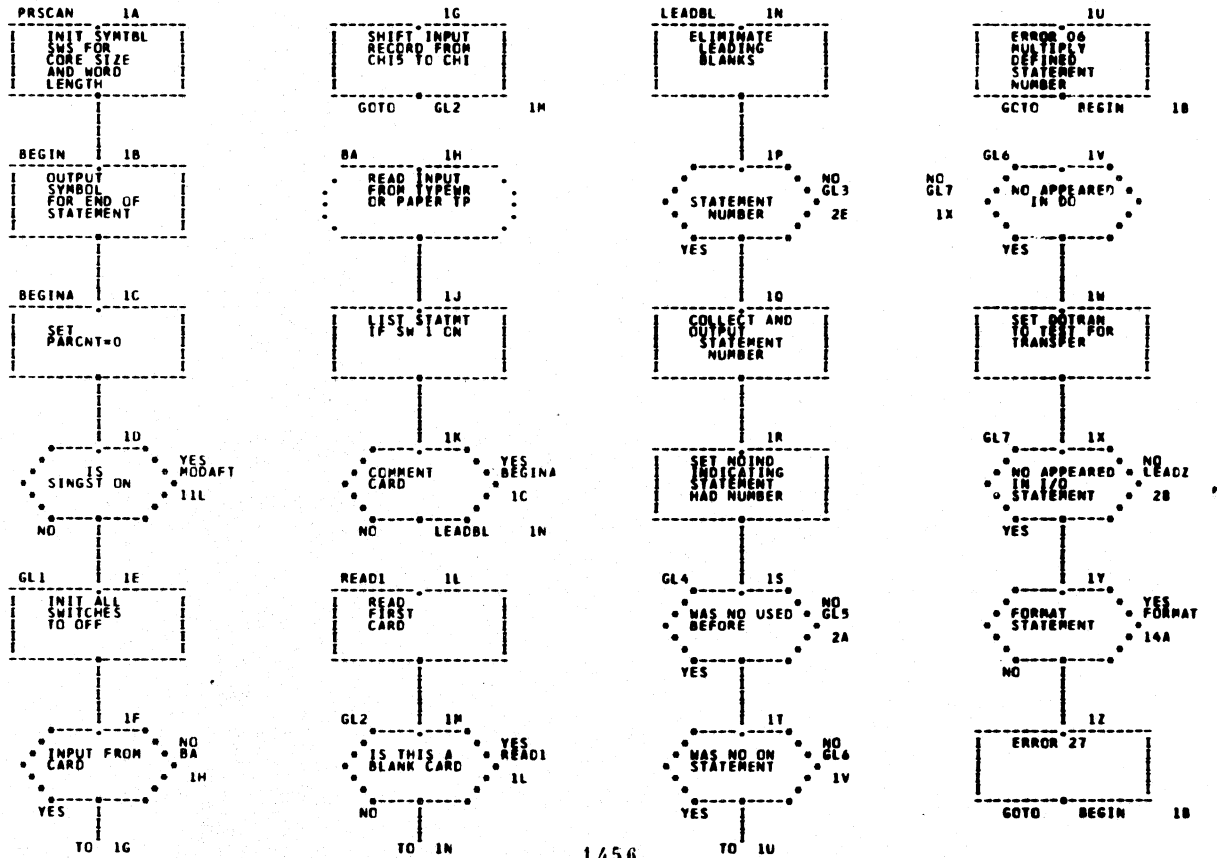 PRSCAN 1A
INIT SYMTBL
SWS FOR
CORE SIZE
AND WORD
LENGTH
BEGIN 1B
OUTPUT
SYMBOL
FOR END OF
STATEMENT
BEGINA 1C
SET
PARCNT=0
1D
IS
SINGST ON
YES
MODAFT
11L
NO
GL1 1E
INIT ALL
SWITCHES
TO OFF
1F
INPUT FROM
CARD
NO
BA
1H
YES
TO 1G
1G
SHIFT INPUT
RECORD FROM
CHI5 TO CHI
GOTO GL2 1M
BA 1H
READ INPUT
FROM TYPEWR
OR PAPER TP
1J
LIST STATMT
IF SW 1 ON
1K
COMMENT
CARD
YES
BEGINA
1C
NO LEADBL 1N
READ1 1L
READ
FIRST
CARD
GL2 1M
IS THIS A
BLANK CARD
YES
READ1
1L
NO
TO 1N
LEADBL 1N
ELIMINATE
LEADING
BLANKS
1P
STATEMENT
NUMBER
NO
GL3
2E
YES
1Q
COLLECT AND
OUTPUT
STATEMENT
NUMBER
1R
SET NOIND
INDICATING
STATEMENT
HAD NUMBER
GL4 1S
WAS NO USED
BEFORE
NO
GL5
2A
YES
1T
WAS NO ON
STATEMENT
NO
GL6
1V
YES
TO 1U
1U
ERROR 06
MULTIPLY
DEFINED
STATEMENT
NUMBER
GOTO BEGIN 1B
GL6 1V
NO APPEARED
IN DO
NO
GL7
1X
YES
1W
SET DOTRAN
TO TEST FOR
TRANSFER
GL7 1X
NO APPEARED
IN I/O
STATEMENT
NO
LEADZ
2B
YES
1Y
FORMAT
STATEMENT
YES
FORMAT
14A
NO
1Z
ERROR 27
GOTO BEGIN 1B
1456